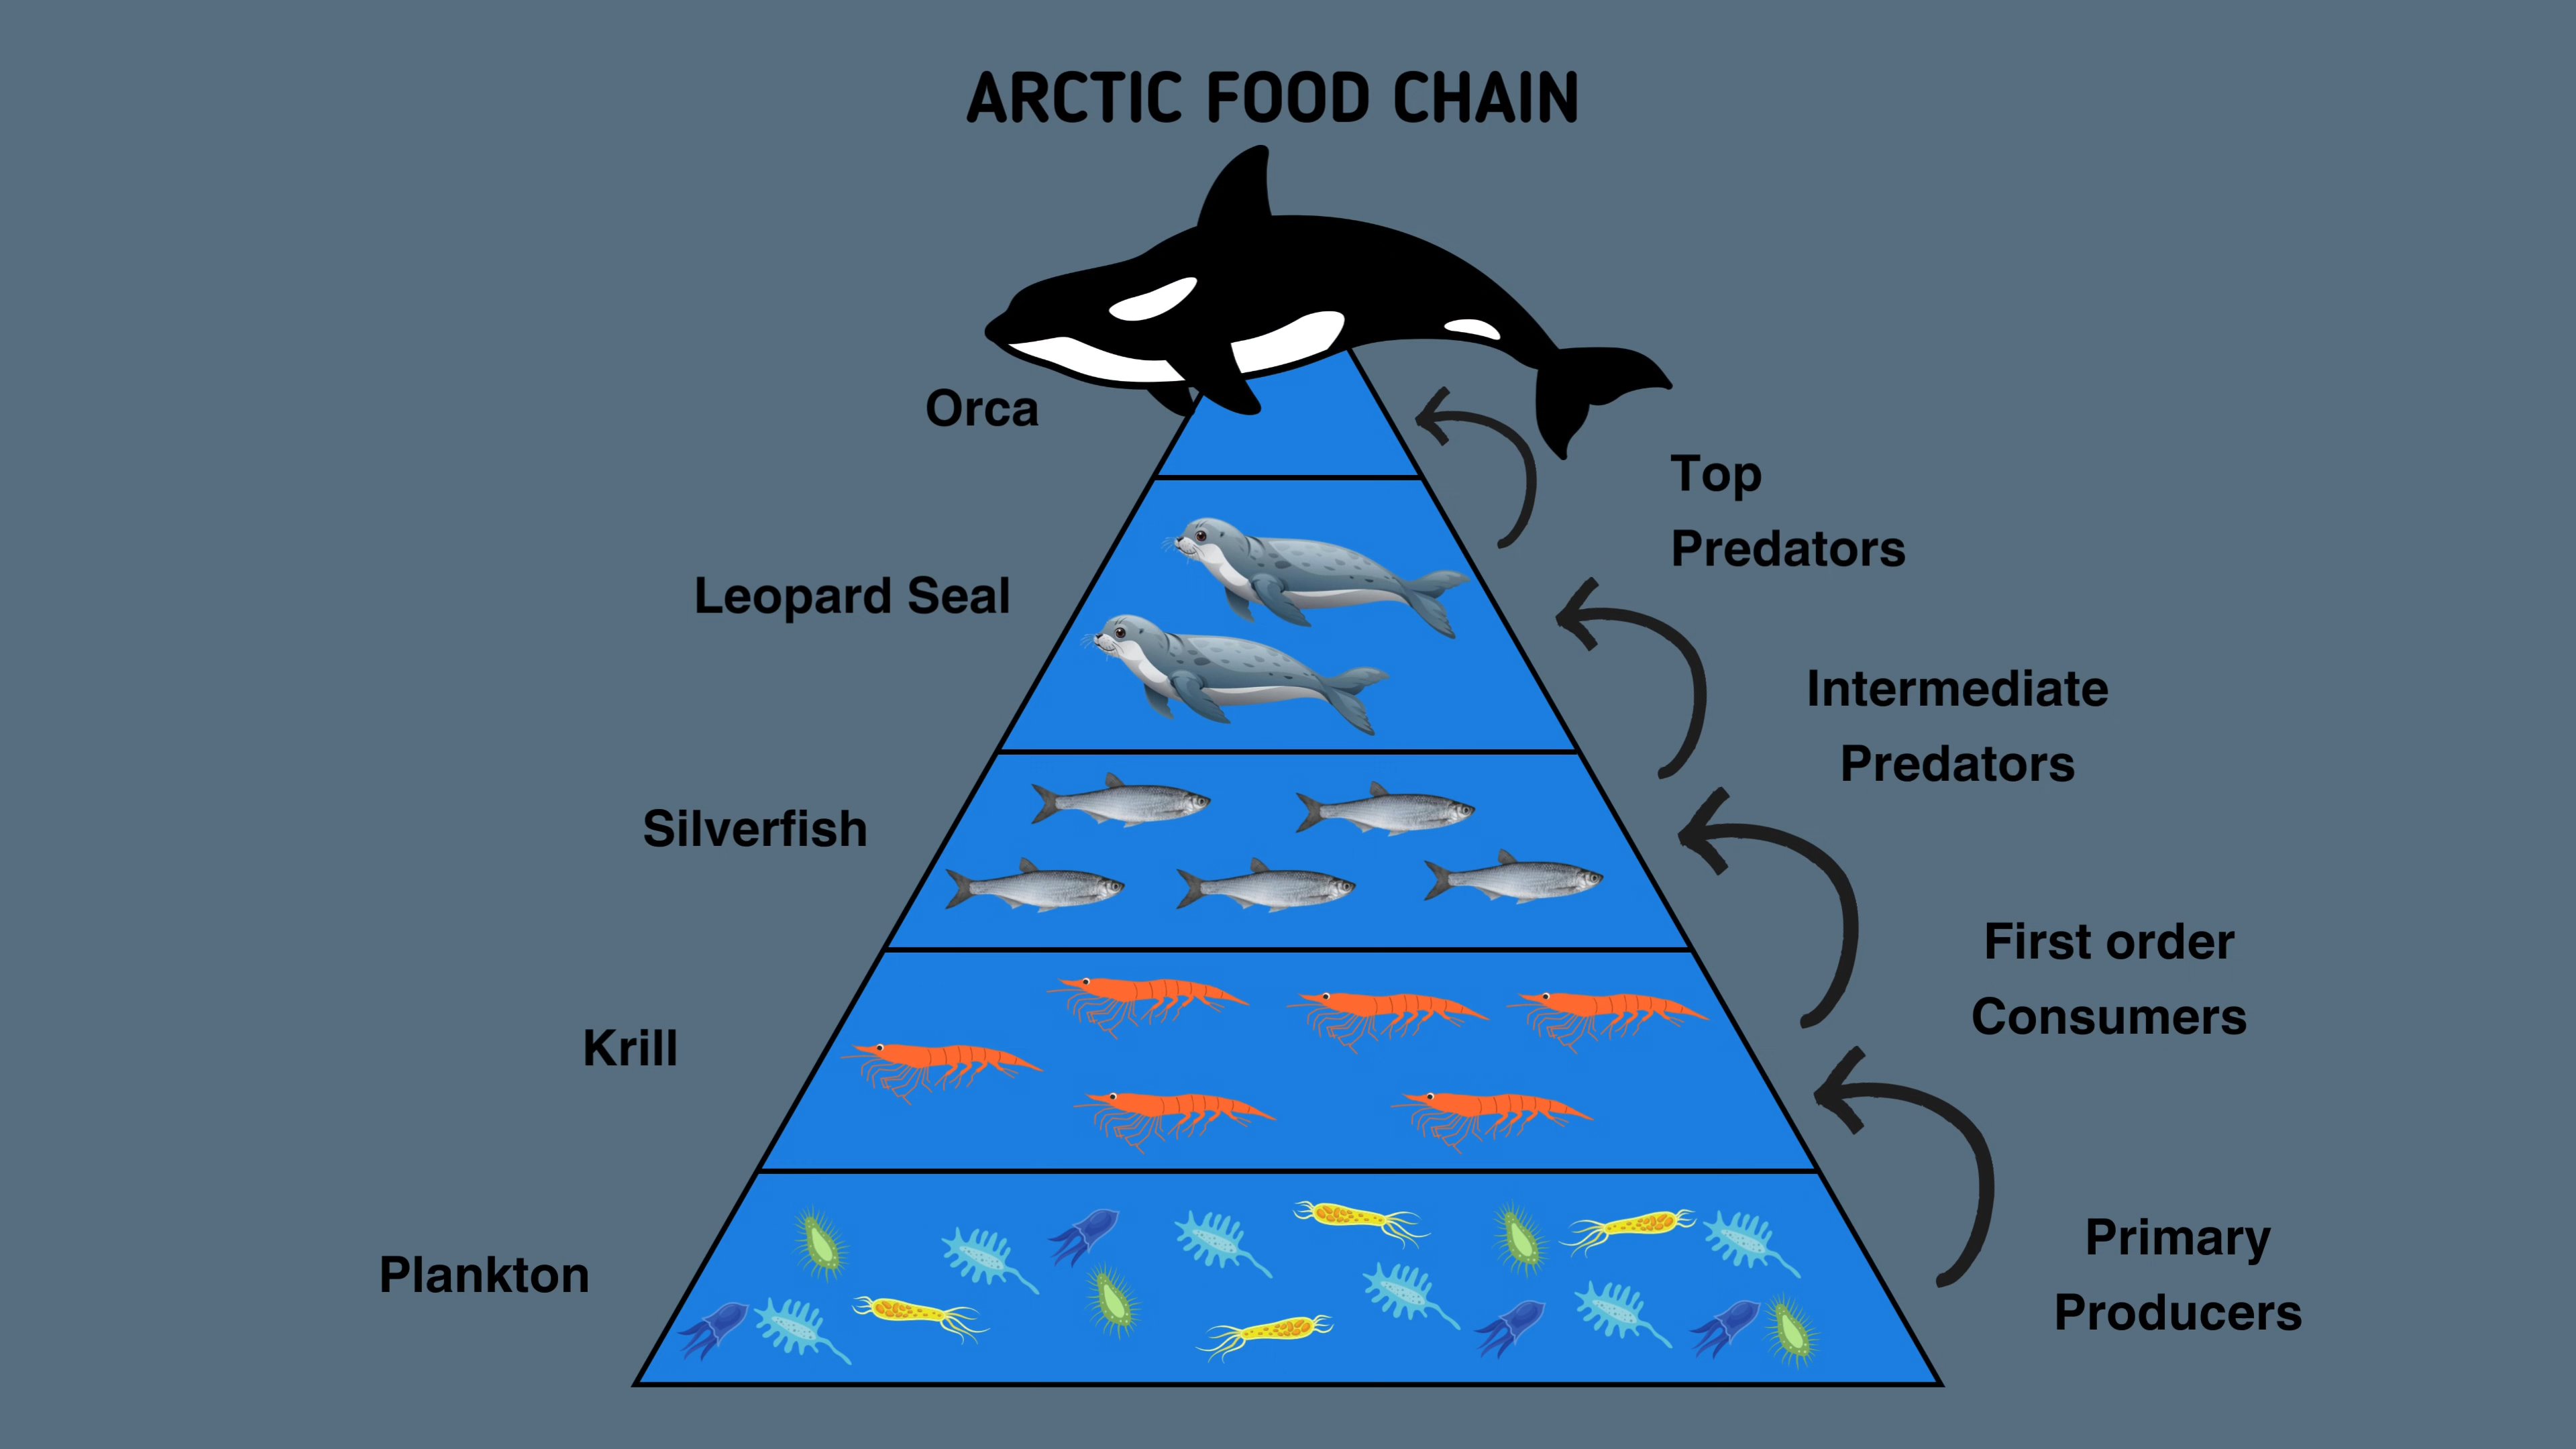 ARCTIC FOOD CHAIN
Orca
Top
Predators
Leopard Seal
Intermediate
Predators
Silverfish
First order
Consumers
Krill
Primary
Producers
Plankton